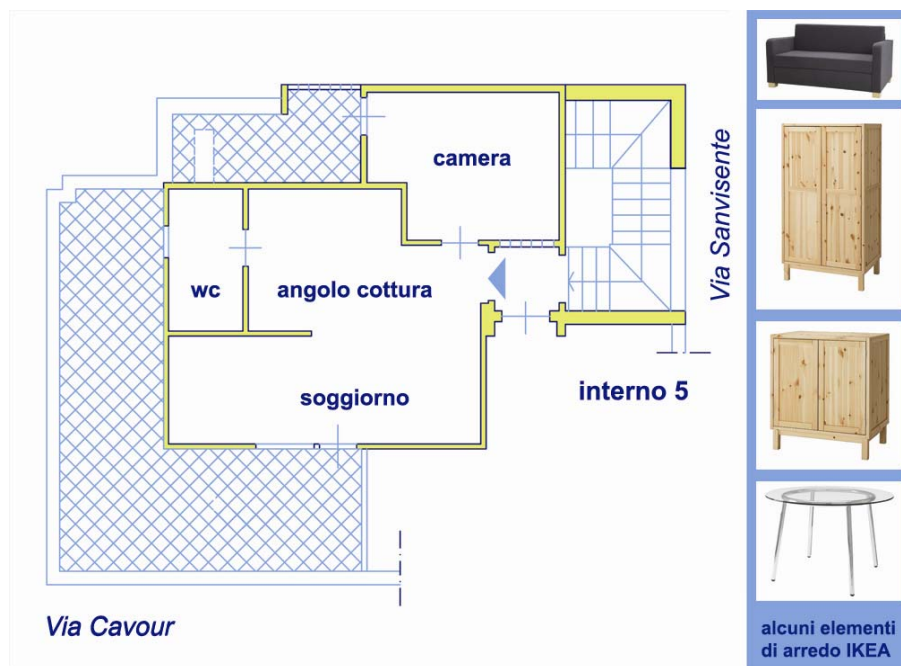 camera
Via Sanvisente
wc
angolo cottura
soggiorno
interno 5
Via Cavour
alcuni elementi
di arredo IKEA